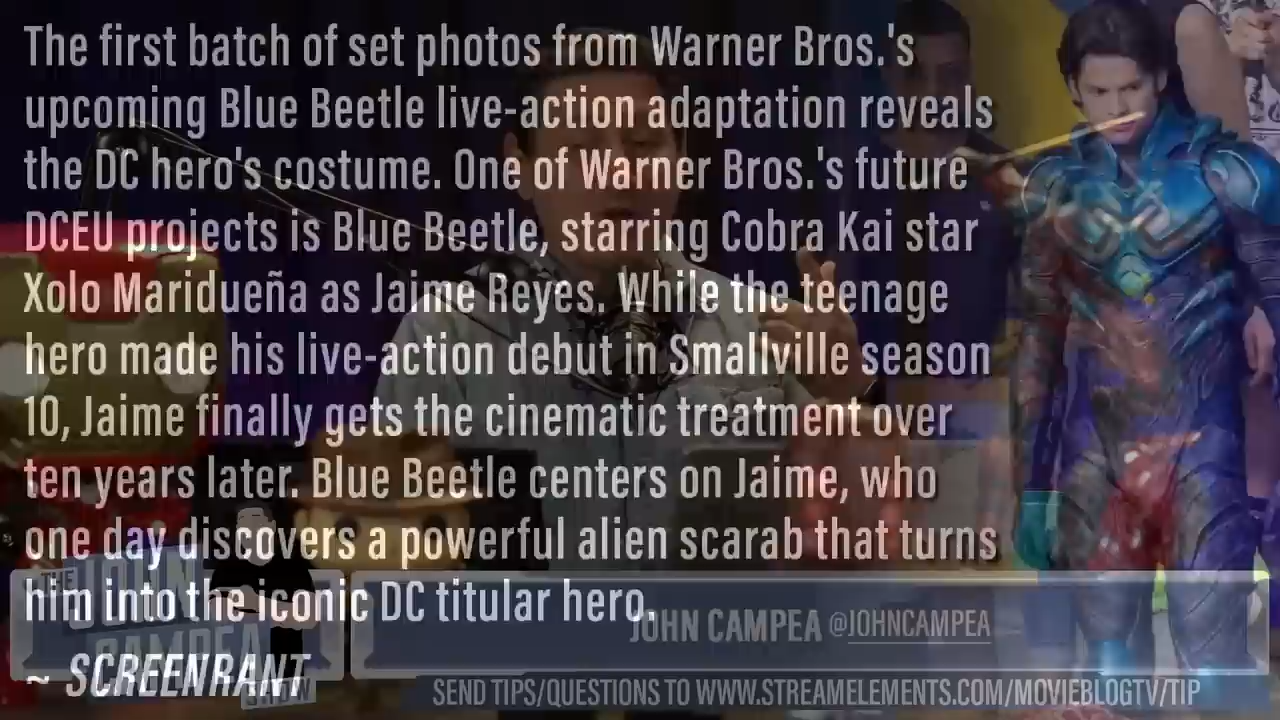 The first batch of set photos from Warner Bros.'s
upcoming Blue Beetle live-action adaptation reveals
the DC hero's costume. One of Warner Bros.'s future
DCEU projects is Blue Beetle, starring Cobra Kai star
Xolo Maridueña as Jaime Reyes. While the teenage
hero made his live-action debut in Smallville season
10, Jaime finally gets the cinematic treatment over
ten years later. Blue Beetle centers on Jaime, who
one day discovers a powerful alien scarab that turns
him into the iconic DC titular hero.
~ SCREENRANT
THE
JOHN
CAMPEA
SHOW
JOHN CAMPEA @JOHNCAMPEA
SEND TIPS/QUESTIONS TO WWW.STREAMELEMENTS.COM/MOVIEBLOGTV/TIP